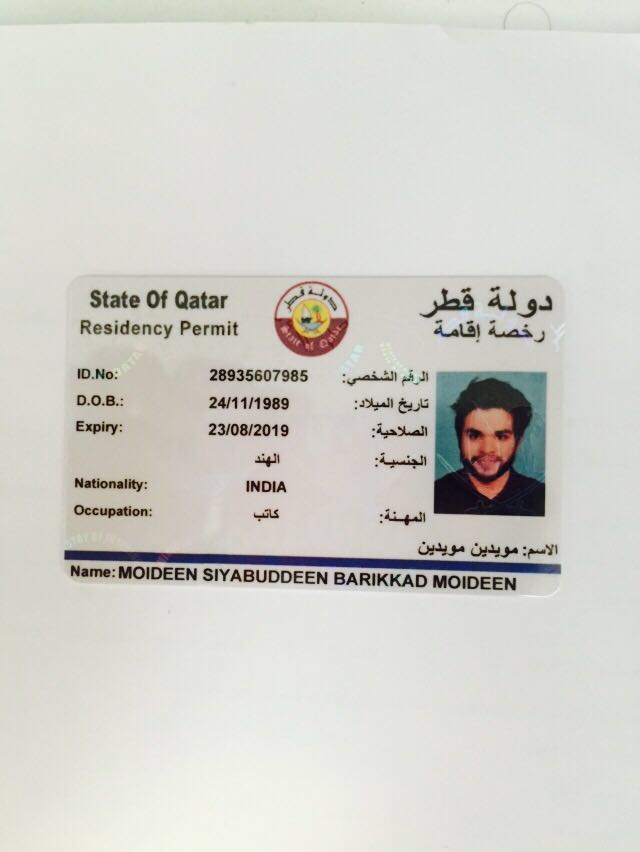 State Of Qatar
دولة قطر
Residency Permit
رخصة إقامة
دولة قطر
State of Qatar
ID.No: 28935607985 الرقم الشخصي:
D.O.B.: 24/11/1989 تاريخ الميلاد:
Expiry: 23/08/2019 الصلاحية:
الهند الجنسية:
Nationality: INDIA
Occupation: كاتب المهنة:
الاسم: مويدين مويدين
Name: MOIDEEN SIYABUDDEEN BARIKKAD MOIDEEN